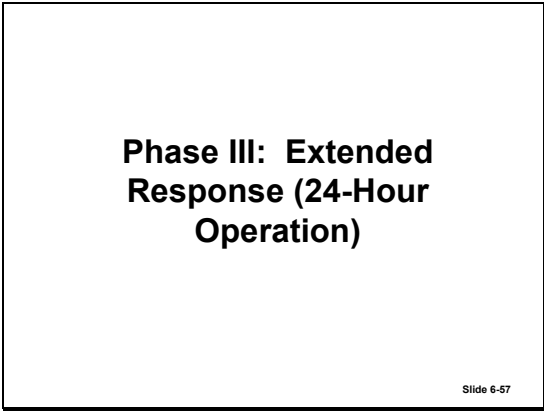 Phase III:  Extended
Response (24-Hour
Operation)
Slide 6-57